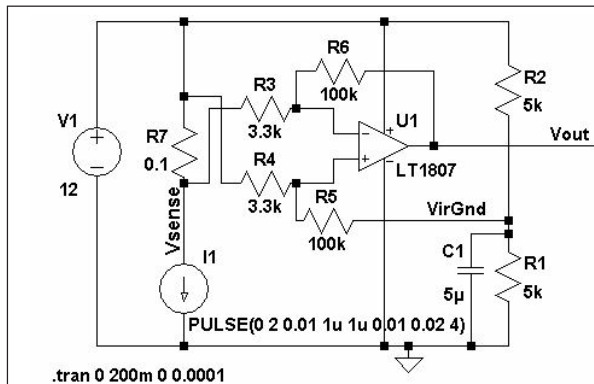 R6
100k
R3
3.3k
R2
5k
V1
12
R7
0.1
U1
LT1807
Vout
R4
3.3k
R5
100k
VirGnd
Vsense
I1
C1
5µ
R1
5k
PULSE(0 2 0.01 1u 1u 0.01 0.02 4)
.tran 0 200m 0 0.0001